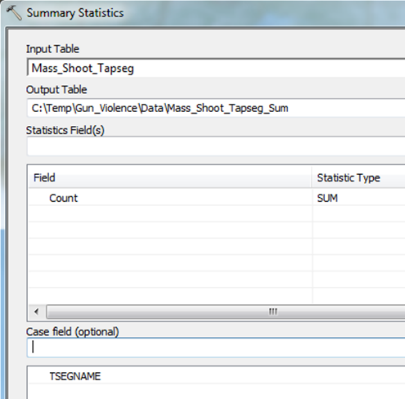 Summary Statistics
Input Table
Mass_Shoot_Tapseg
Output Table
C:\Temp\Gun_Violence\Data\Mass_Shoot_Tapseg_Sum
Statistics Field(s)
Field Statistic Type
Count SUM
Case field (optional)
TSEGNAME